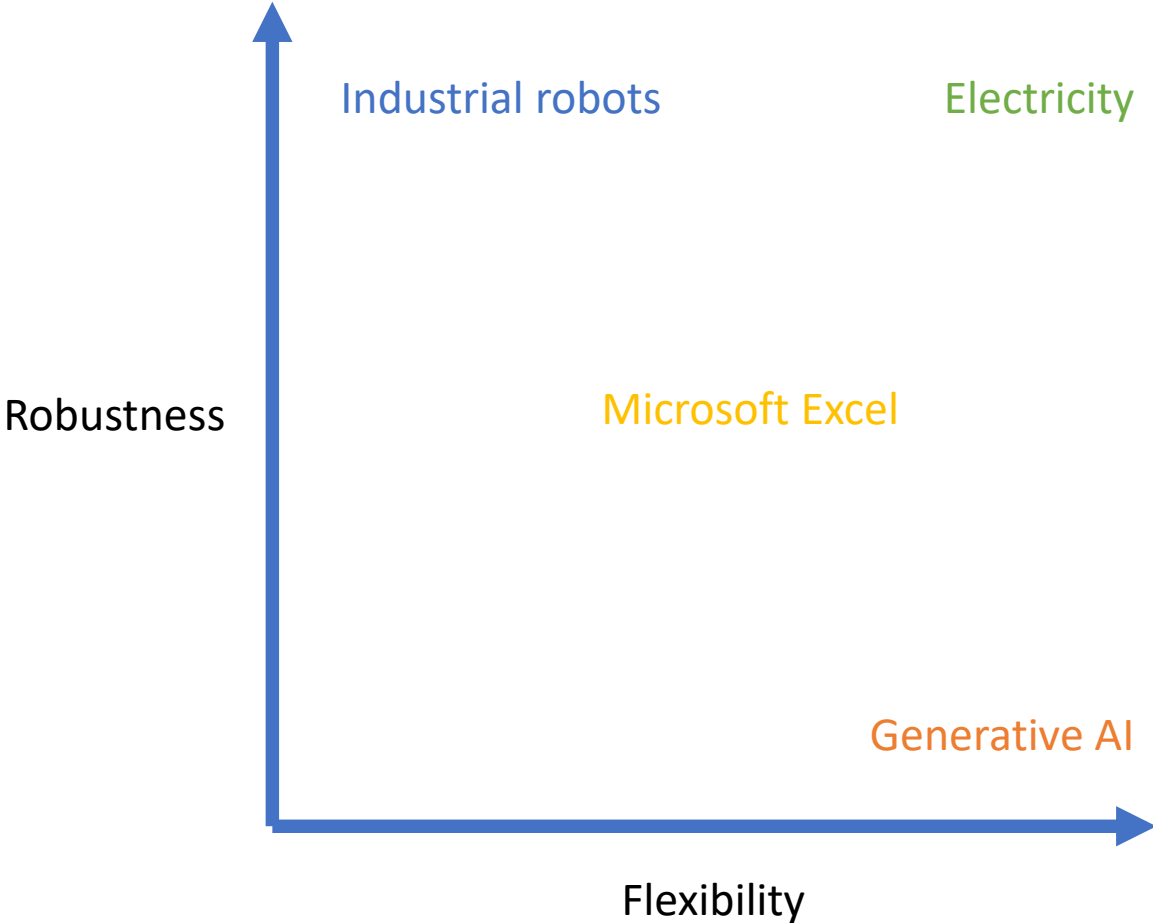 Industrial robots
Electricity
Robustness
Microsoft Excel
Generative AI
Flexibility